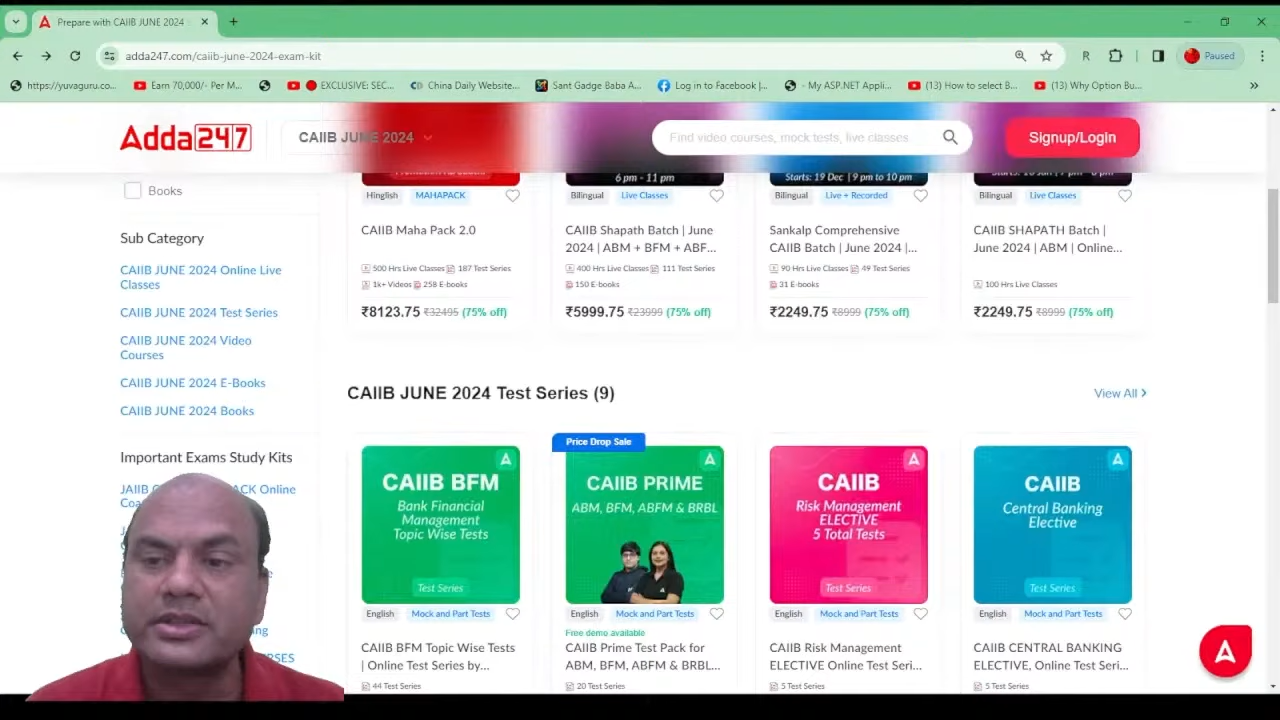 Prepare with CAIIB JUNE 2024
adda247.com/caiib-june-2024-exam-kit
R
Paused
https://yuvaguru.co...
Earn 70,000/- Per M...
EXCLUSIVE: SEC...
China Daily Website...
Sant Gadge Baba A...
Log in to Facebook |...
- My ASP.NET Appli...
(13) How to select B...
(13) Why Option Bu...
Adda247
CAIIB JUNE 2024
Find video courses, mock tests, live classes.
Signup/Login
Books
Sub Category
CAIIB JUNE 2024 Online Live
Classes
CAIIB JUNE 2024 Test Series
CAIIB JUNE 2024 Video
Courses
CAIIB JUNE 2024 E-Books
CAIIB JUNE 2024 Books
Important Exams Study Kits
Online
6 pm - 11 pm
Starts: 19 Dec | 9 pm to 10 pm
Hinglish
MAHAPACK
Bilingual
Live Classes
Bilingual
Live + Recorded
Bilingual
Live Classes
CAIIB Maha Pack 2.0
500 Hrs Live Classes 187 Test Series
1k+ Videos 258 E-books
₹8123.75 ₹32495 (75% off)
CAIIB Shapath Batch | June
2024 | ABM + BFM + ABF...
400 Hrs Live Classes 111 Test Series
150 E-books
₹5999.75 ₹23999 (75% off)
Sankalp Comprehensive
CAIIB Batch | June 2024 |...
90 Hrs Live Classes 49 Test Series
31 E-books
₹2249.75 ₹8999 (75% off)
CAIIB SHAPATH Batch |
June 2024 | ABM | Online...
100 Hrs Live Classes
₹2249.75 ₹8999 (75% off)
CAIIB JUNE 2024 Test Series (9)
View All
CAIIB BFM
Bank Financial
Management
Topic Wise Tests
Test Series
English
Mock and Part Tests
CAIIB BFM Topic Wise Tests
| Online Test Series by...
44 Test Series
Price Drop Sale
CAIIB PRIME
ABM, BFM, ABFM & BRBL
English
Mock and Part Tests
Free demo available
CAIIB Prime Test Pack for
ABM, BFM, ABFM & BRBL...
20 Test Series
CAIIB
Risk Management
ELECTIVE
5 Total Tests
Test Series
English
Mock and Part Tests
CAIIB Risk Management
ELECTIVE Online Test Seri...
5 Test Series
CAIIB
Central Banking
Elective
Test Series
English
Mock and Part Tests
CAIIB CENTRAL BANKING
ELECTIVE, Online Test Seri...
5 Test Series